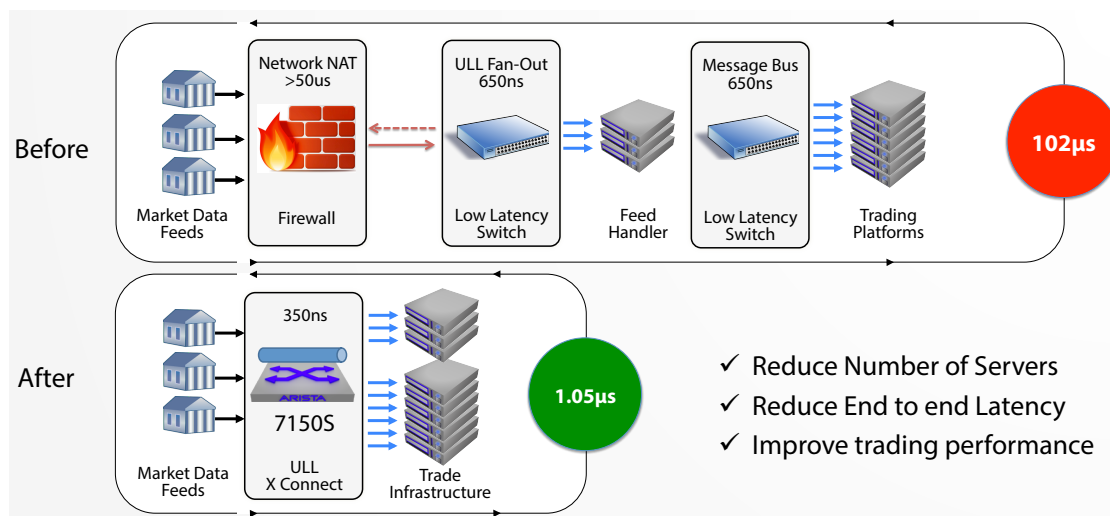 Before
Network NAT
>50us
ULL Fan-Out
650ns
Message Bus
650ns
102µs
Market Data
Feeds
Firewall
Low Latency
Switch
Feed
Handler
Low Latency
Switch
Trading
Platforms
After
350ns
ARISTA
7150S
ULL
X Connect
Market Data
Feeds
Trade
Infrastructure
1.05µs
✓ Reduce Number of Servers
✓ Reduce End to end Latency
✓ Improve trading performance